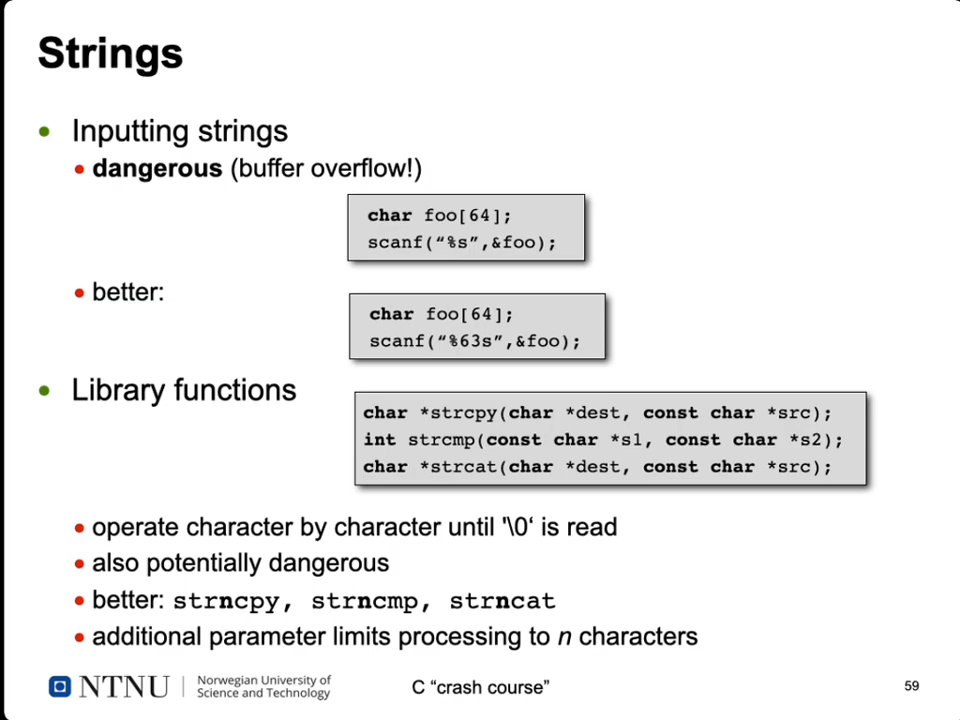 Strings
• Inputting strings
• dangerous (buffer overflow!)
char foo[64];
scanf(“%s”,&foo);
• better:
char foo[64];
scanf(“%63s”,&foo);
• Library functions
char *strcpy(char *dest, const char *src);
int strcmp(const char *s1, const char *s2);
char *strcat(char *dest, const char *src);
• operate character by character until '\0‘ is read
• also potentially dangerous
• better: strncpy, strncmp, strncat
• additional parameter limits processing to n characters
NTNU
Norwegian University of
Science and Technology
C “crash course”
59